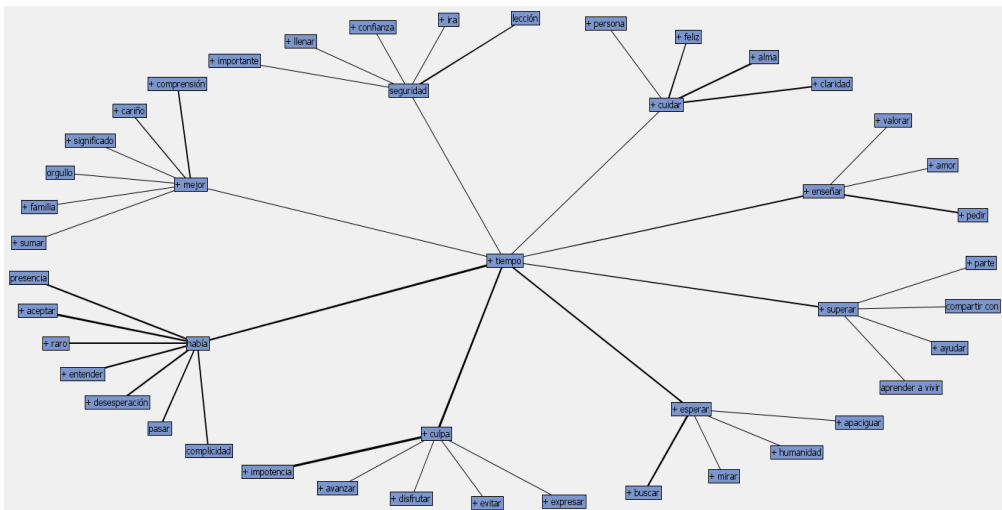 + ira
lección
+ confianza
+ persona
+ feliz
+ llenar
+ alma
+ importante
+ comprensión
+ claridad
seguridad
+ cuidar
+ cariño
+ valorar
+ significado
+ amor
orgullo
+ mejor
+ enseñar
+ familia
+ pedir
+ sumar
+ tiempo
+ parte
presencia
compartir con
+ aceptar
+ superar
+ raro
había
+ ayudar
+ entender
aprender a vivir
+ desesperación
+ esperar
pasar
+ apaciguar
+ culpa
complicidad
+ humanidad
+ impotencia
+ mirar
+ avanzar
+ buscar
+ disfrutar
+ evitar
+ expresar